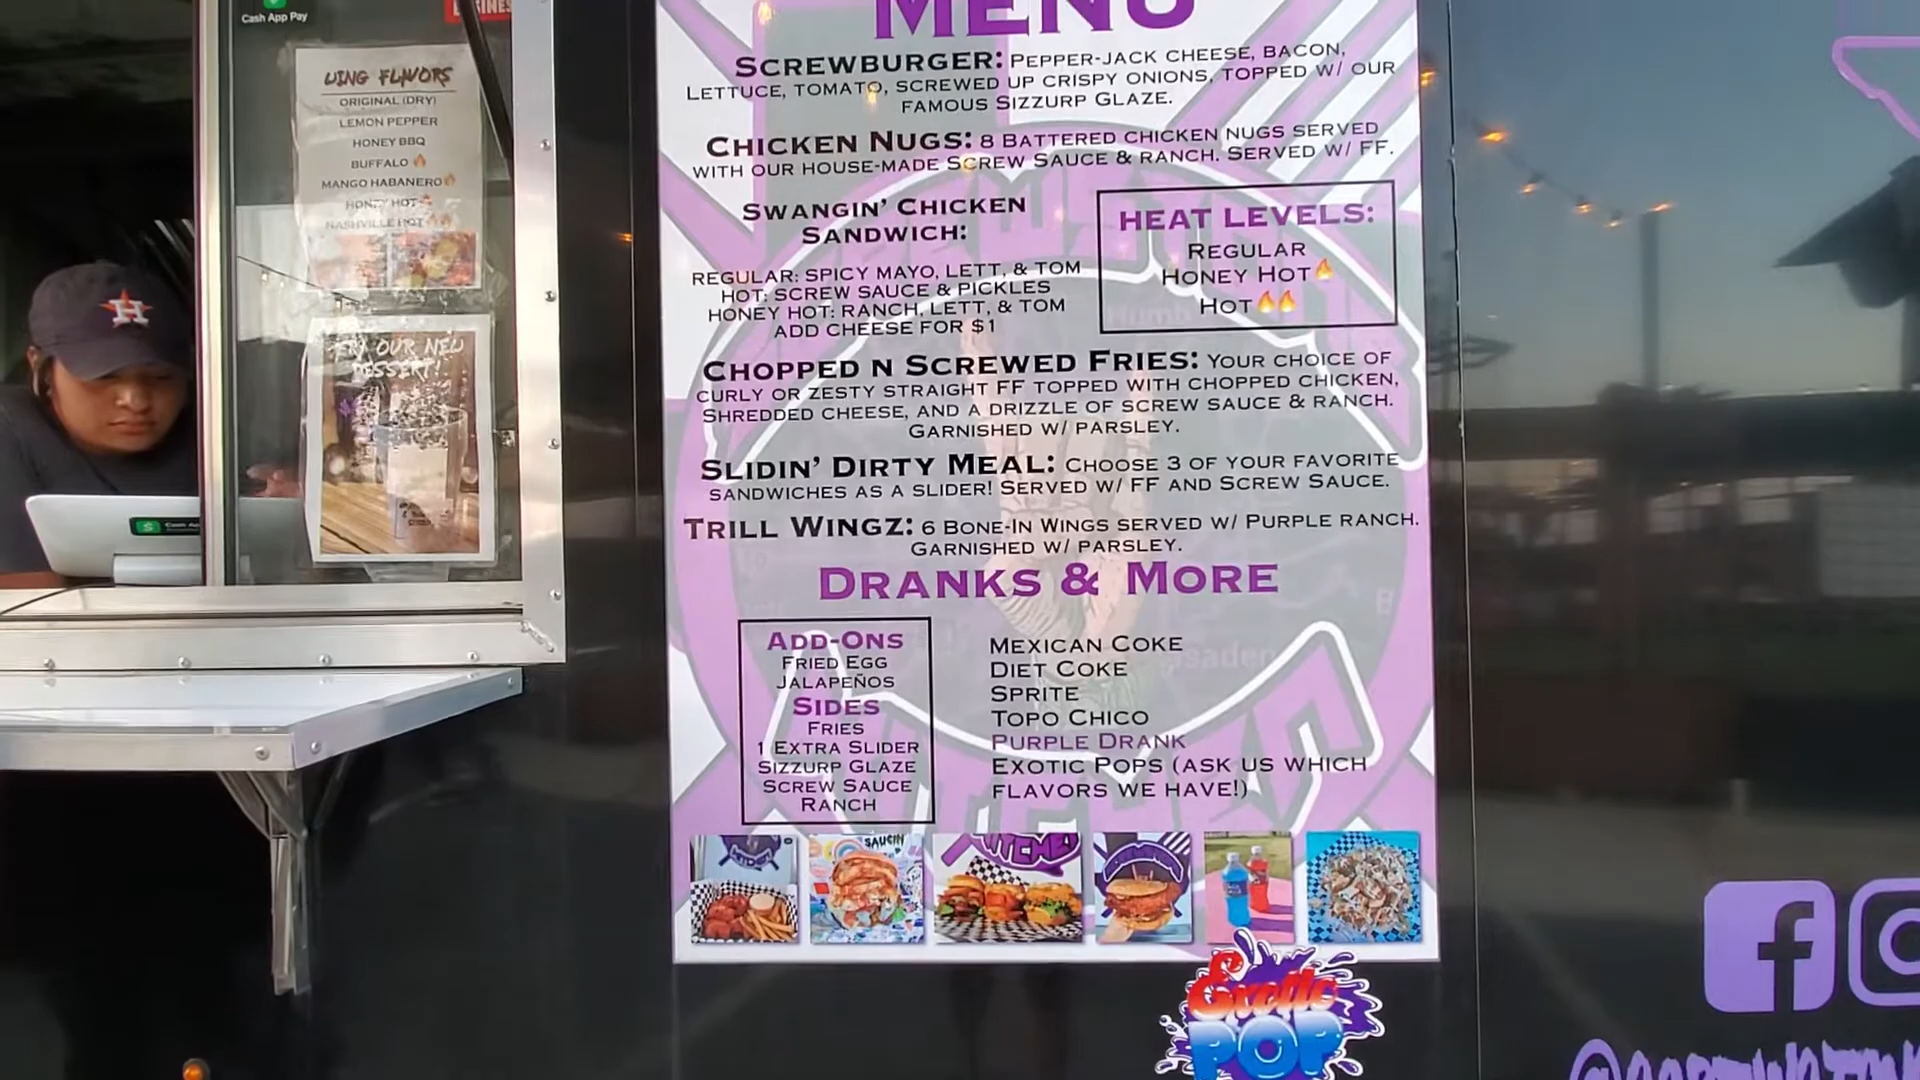 Cash App Pay
WING FLAVORS
ORIGINAL (DRY)
LEMON PEPPER
HONEY BBQ
BUFFALO 🔥
MANGO HABANERO🔥
HONEY HOT🔥
NASHVILLE HOT🔥🔥
TRY OUR NEW
DESSERT!
MENU
SCREWBURGER: PEPPER-JACK CHEESE, BACON,
LETTUCE, TOMATO, SCREWED UP CRISPY ONIONS, TOPPED W/ OUR
FAMOUS SIZZURP GLAZE.
CHICKEN NUGS: 8 BATTERED CHICKEN NUGS SERVED
WITH OUR HOUSE-MADE SCREW SAUCE & RANCH. SERVED W/ FF.
SWANGIN' CHICKEN
SANDWICH:
REGULAR: SPICY MAYO, LETT, & TOM
HOT: SCREW SAUCE & PICKLES
HONEY HOT: RANCH, LETT, & TOM
ADD CHEESE FOR $1
HEAT LEVELS:
REGULAR
HONEY HOT🔥
HOT🔥🔥
CHOPPED N SCREWED FRIES: YOUR CHOICE OF
CURLY OR ZESTY STRAIGHT FF TOPPED WITH CHOPPED CHICKEN,
SHREDDED CHEESE, AND A DRIZZLE OF SCREW SAUCE & RANCH.
GARNISHED W/ PARSLEY.
SLIDIN' DIRTY MEAL: CHOOSE 3 OF YOUR FAVORITE
SANDWICHES AS A SLIDER! SERVED W/ FF AND SCREW SAUCE.
TRILL WINGZ: 6 BONE-IN WINGS SERVED W/ PURPLE RANCH.
GARNISHED W/ PARSLEY.
DRANKS & MORE
ADD-ONS
FRIED EGG
JALAPEÑOS
SIDES
FRIES
1 EXTRA SLIDER
SIZZURP GLAZE
SCREW SAUCE
RANCH
MEXICAN COKE
DIET COKE
SPRITE
TOPO CHICO
PURPLE DRANK
EXOTIC POPS (ASK US WHICH
FLAVORS WE HAVE!)
SAUCIN
Exotic
POP